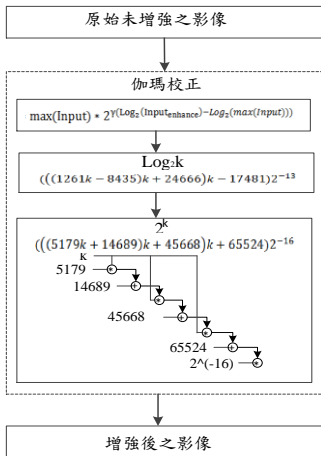 原始未增強之影像
伽瑪校正
max(Input) * 2^γ(Log₂(Input_enhance)−Log₂(max(Input)))
Log₂k
(((1261k − 8435)k + 24666)k − 17481)2⁻¹³
2^k
(((5179k + 14689)k + 45668)k + 65524)2⁻¹⁶
K
5179
14689
45668
65524
2^(-16)
增強後之影像